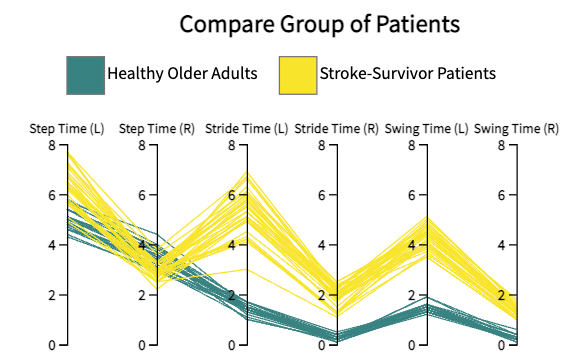 Compare Group of Patients
Healthy Older Adults Stroke-Survivor Patients
Step Time (L) Step Time (R) Stride Time (L) Stride Time (R) Swing Time (L) Swing Time (R)
8 8 8 8 8 8
6 6 6 6 6 6
4 4 4 4 4 4
2 2 2 2 2 2
0 0 0 0 0 0